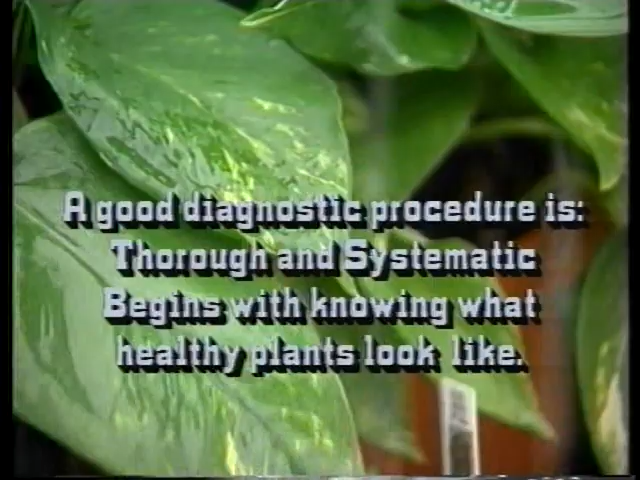 A good diagnostic procedure is:
Thorough and Systematic
Begins with knowing what
healthy plants look like.